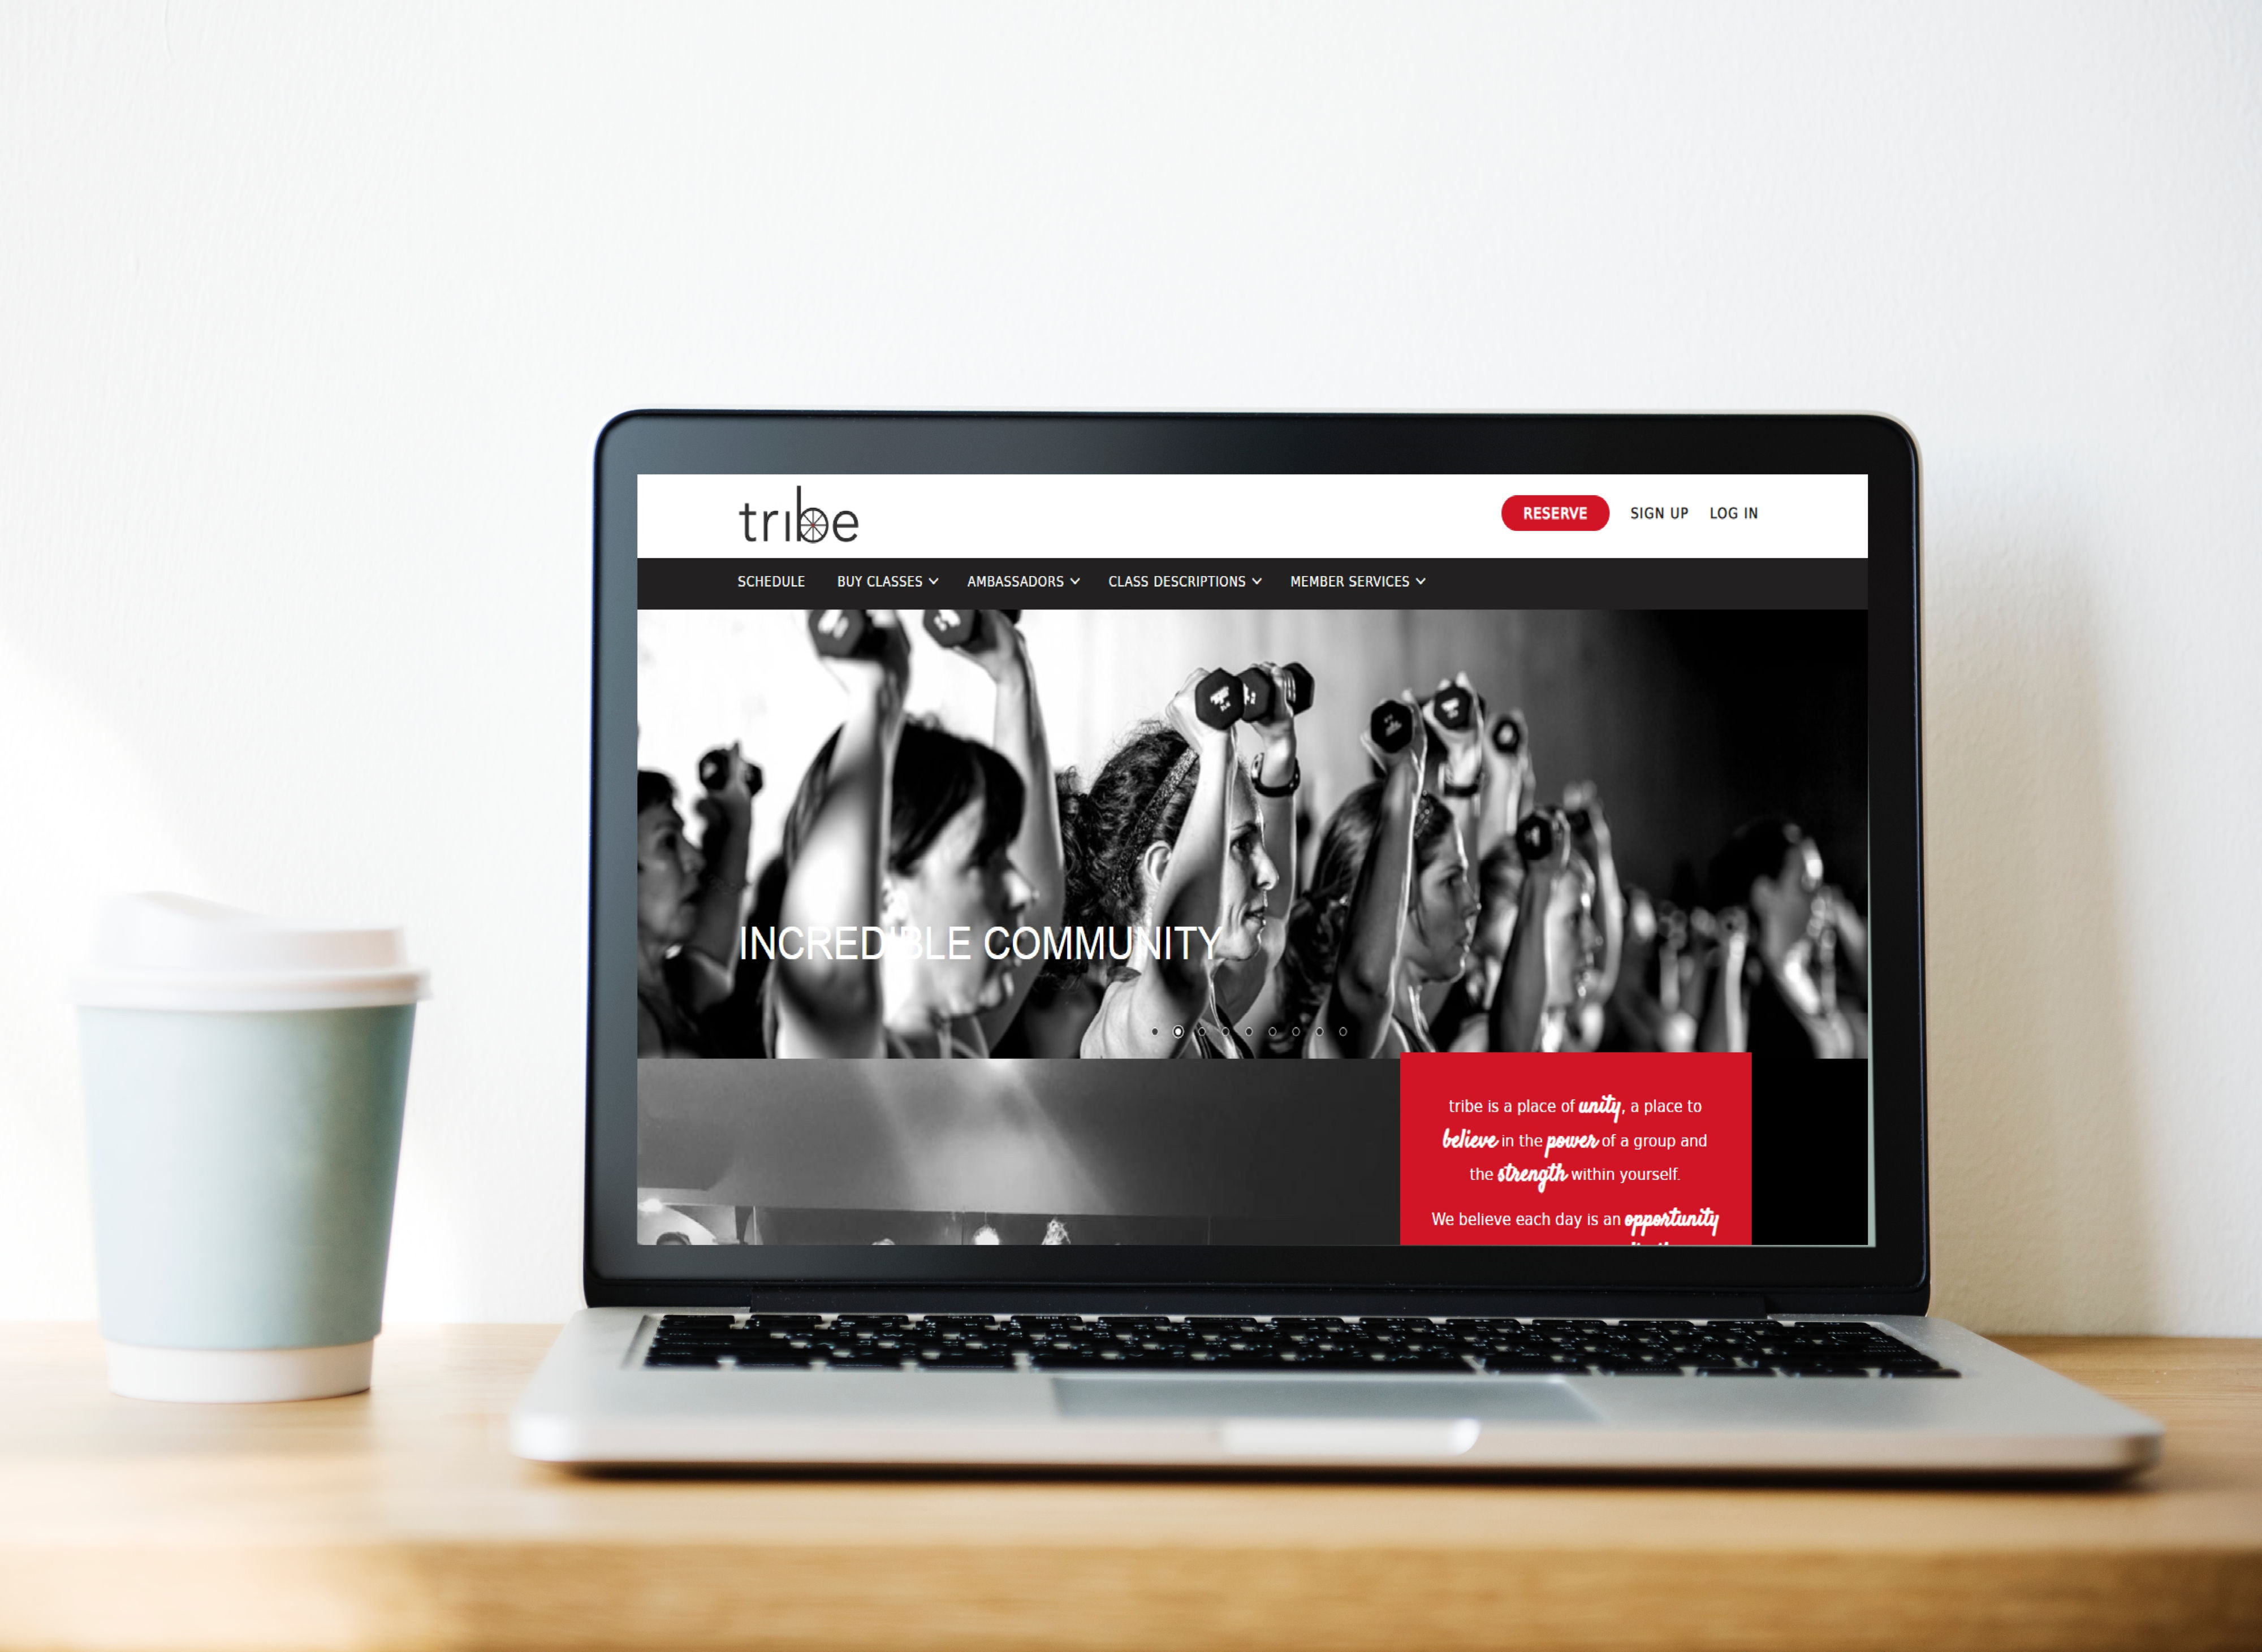 tribe
RESERVE SIGN UP LOG IN
SCHEDULE BUY CLASSES AMBASSADORS CLASS DESCRIPTIONS MEMBER SERVICES
INCREDIBLE COMMUNITY
tribe is a place of unity, a place to
believe in the power of a group and
the strength within yourself.
We believe each day is an opportunity